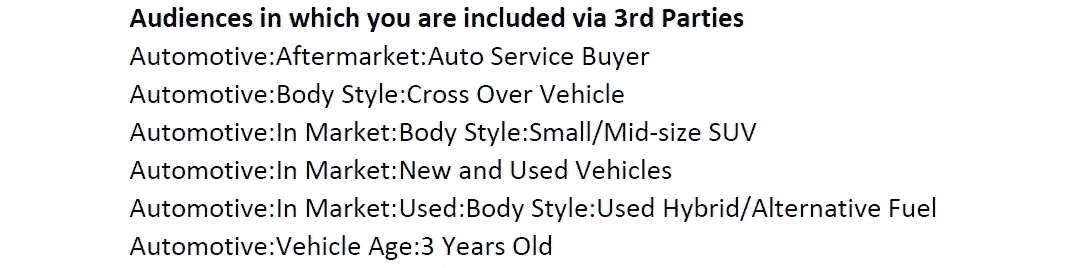 Audiences in which you are included via 3rd Parties
Automotive:Aftermarket:Auto Service Buyer
Automotive:Body Style:Cross Over Vehicle
Automotive:In Market:Body Style:Small/Mid-size SUV
Automotive:In Market:New and Used Vehicles
Automotive:In Market:Used:Body Style:Used Hybrid/Alternative Fuel
Automotive:Vehicle Age:3 Years Old